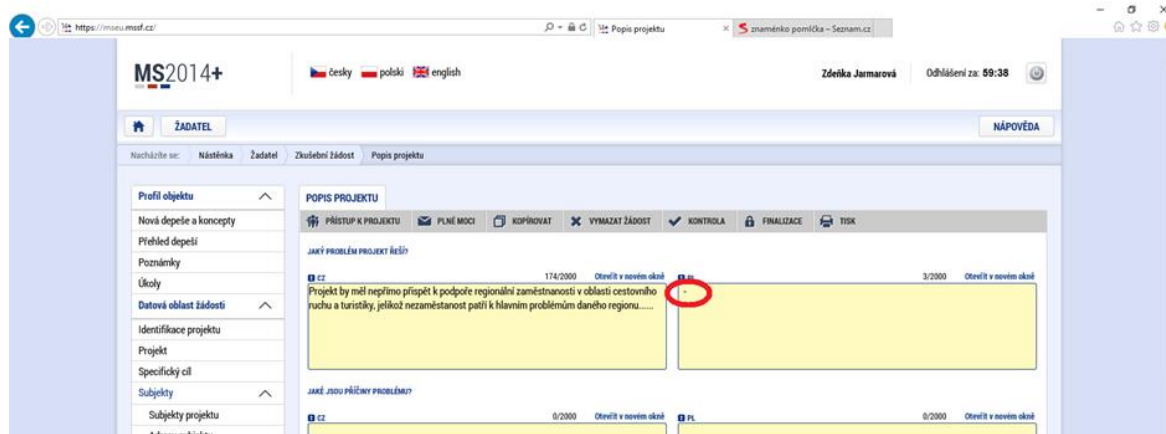 https://mseu.mssf.cz/
Popis projektu
znaménko pomlčka – Seznam.cz
MS2014+
česky polski english
Zdeňka Jarmarová Odhlášení za: 59:38
ŽADATEL
NÁPOVĚDA
Nacházíte se: Nástěnka Žadatel Zkušební žádost Popis projektu
Profil objektu
Nová depeše a koncepty
Přehled depeší
Poznámky
Úkoly
Datová oblast žádosti
Identifikace projektu
Projekt
Specifický cíl
Subjekty
Subjekty projektu
POPIS PROJEKTU
PŘÍSTUP K PROJEKTU PLNÉ MOCI KOPÍROVAT VYMAZAT ŽÁDOST KONTROLA FINALIZACE TISK
JAKÝ PROBLÉM PROJEKT ŘEŠÍ?
CZ 174/2000 Otevřít v novém okně
Projekt by měl nepřímo přispět k podpoře regionální zaměstnanosti v oblasti cestovního
ruchu a turistiky, jelikož nezaměstnanost patří k hlavním problémům daného regionu......
PL 3/2000 Otevřít v novém okně
-
JAKÉ JSOU PŘÍČINY PROBLÉMU?
CZ 0/2000 Otevřít v novém okně
PL 0/2000 Otevřít v novém okně